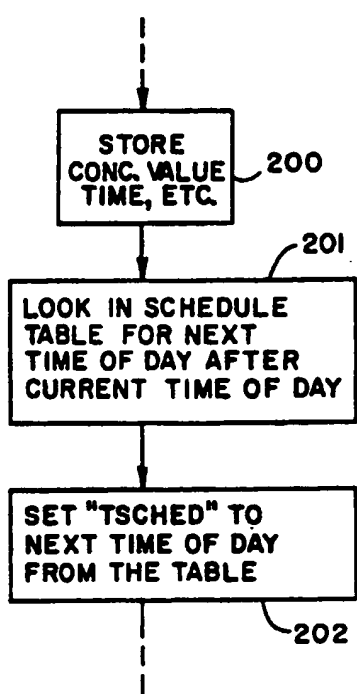 STORE
CONC. VALUE
TIME, ETC.
200
201
LOOK IN SCHEDULE
TABLE FOR NEXT
TIME OF DAY AFTER
CURRENT TIME OF DAY
SET "TSCHED" TO
NEXT TIME OF DAY
FROM THE TABLE
202